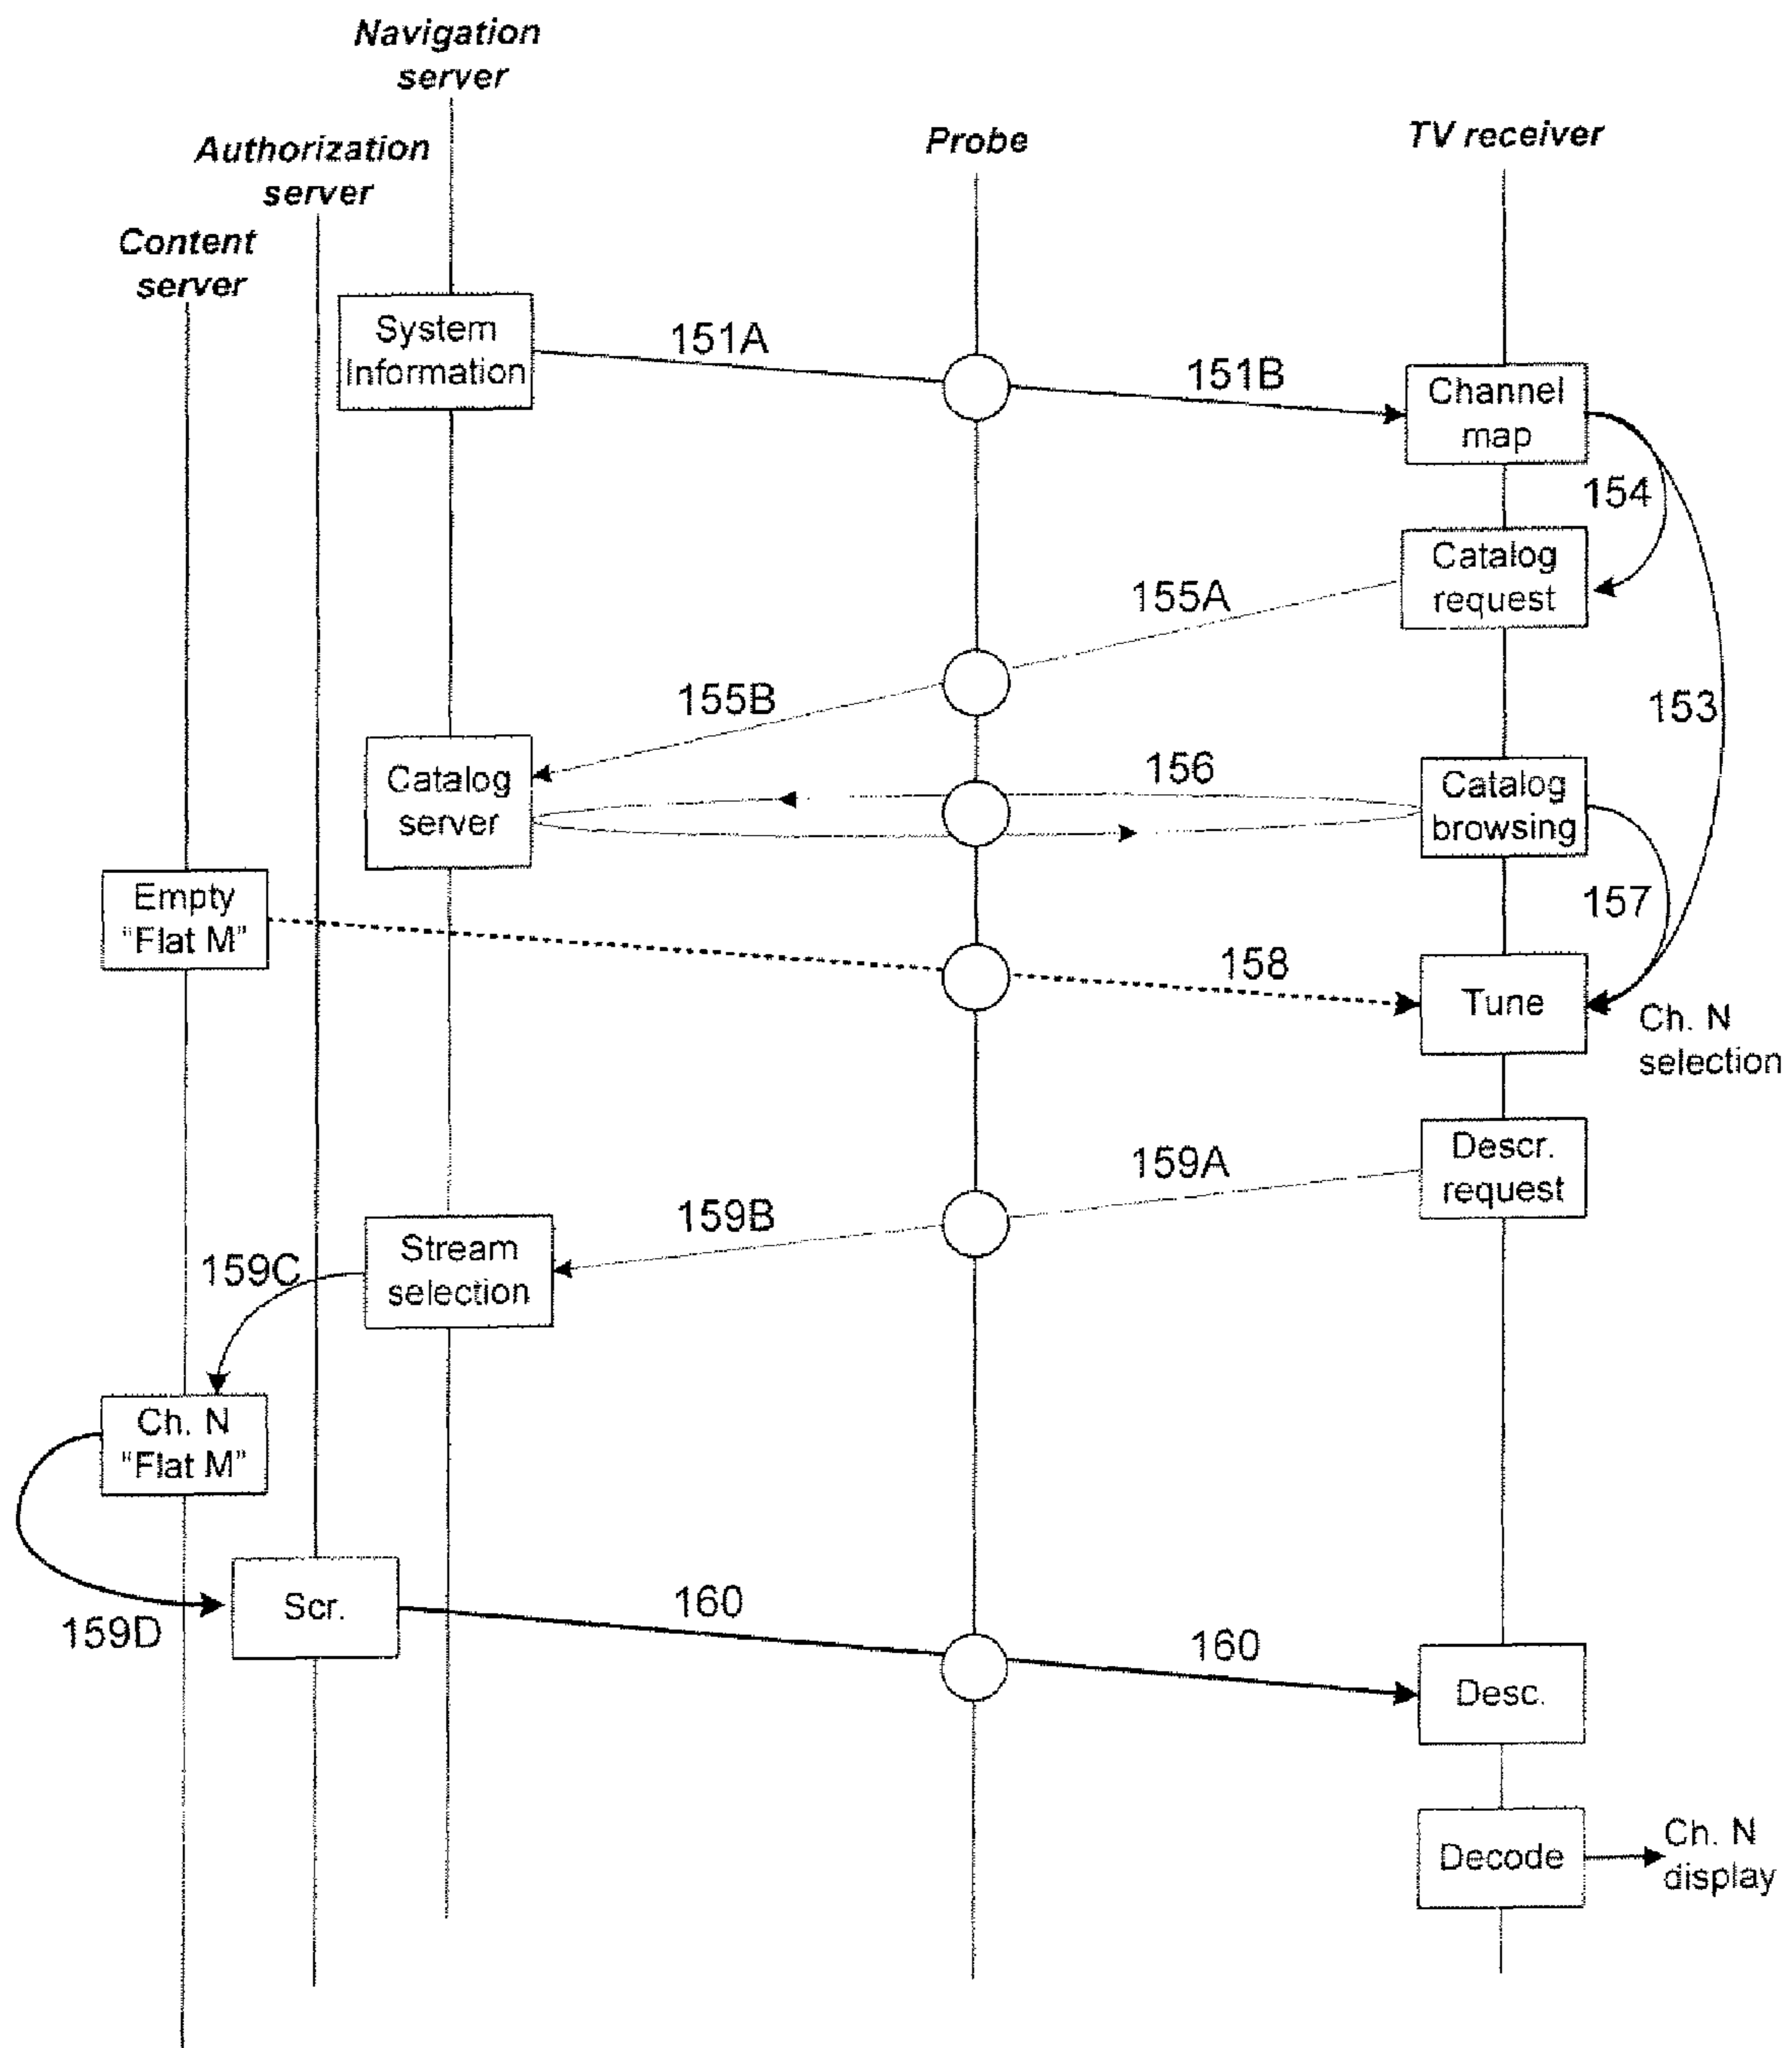 Navigation
server
Authorization
server
Probe
TV receiver
Content
server
System
Information
151A
151B
Channel
map
154
Catalog
request
155A
155B
153
Catalog
server
156
Catalog
browsing
Empty
"Flat M"
157
158
Tune
Ch. N
selection
Descr.
request
159A
159B
Stream
selection
159C
Ch. N
"Flat M"
159D
Scr.
160
160
Desc.
Decode
Ch. N
display